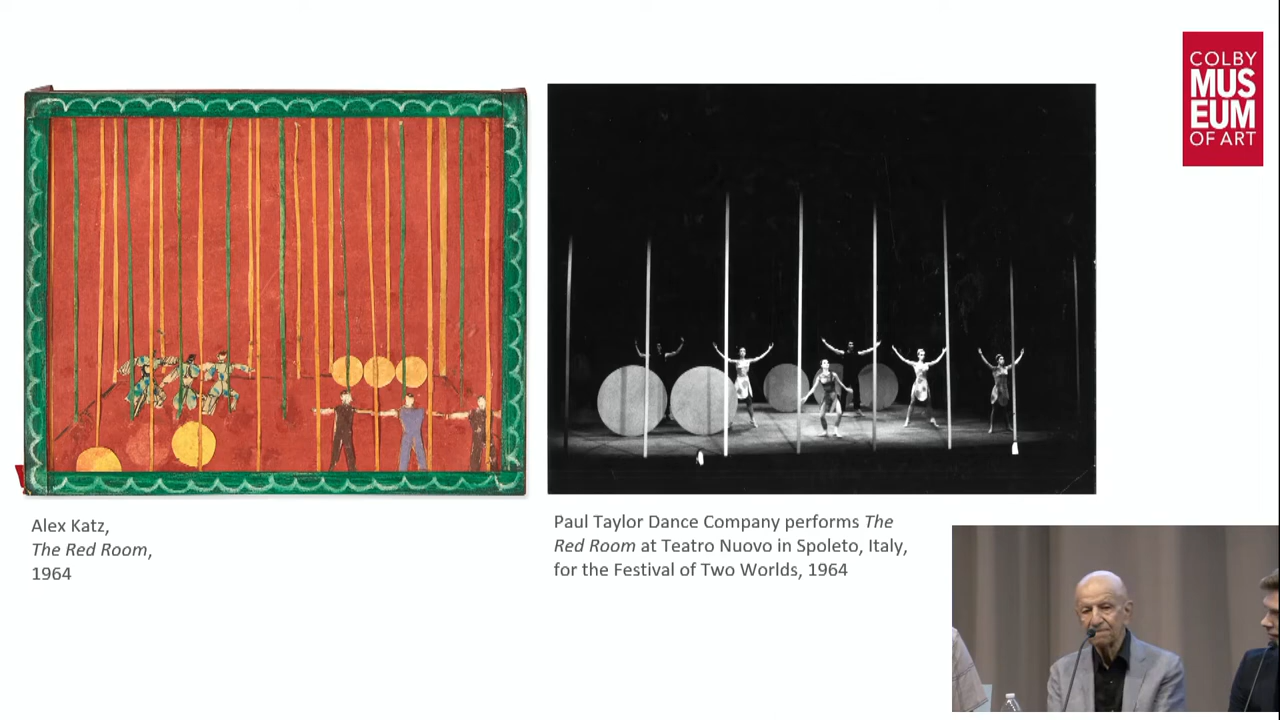 COLBY
MUS
EUM
OF ART
Alex Katz,
The Red Room,
1964
Paul Taylor Dance Company performs The
Red Room at Teatro Nuovo in Spoleto, Italy,
for the Festival of Two Worlds, 1964